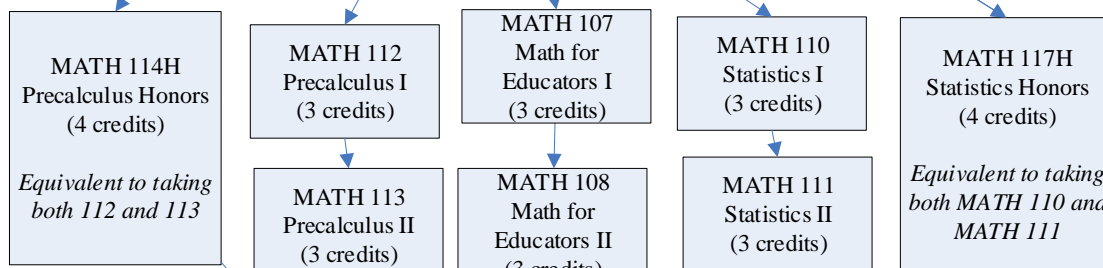 MATH 114H
Precalculus Honors
(4 credits)
Equivalent to taking
both 112 and 113
MATH 112
Precalculus I
(3 credits)
MATH 113
Precalculus II
(3 credits)
MATH 107
Math for
Educators I
(3 credits)
MATH 108
Math for
Educators II
(3 credits)
MATH 110
Statistics I
(3 credits)
MATH 111
Statistics II
(3 credits)
MATH 117H
Statistics Honors
(4 credits)
Equivalent to taking
both MATH 110 and
MATH 111